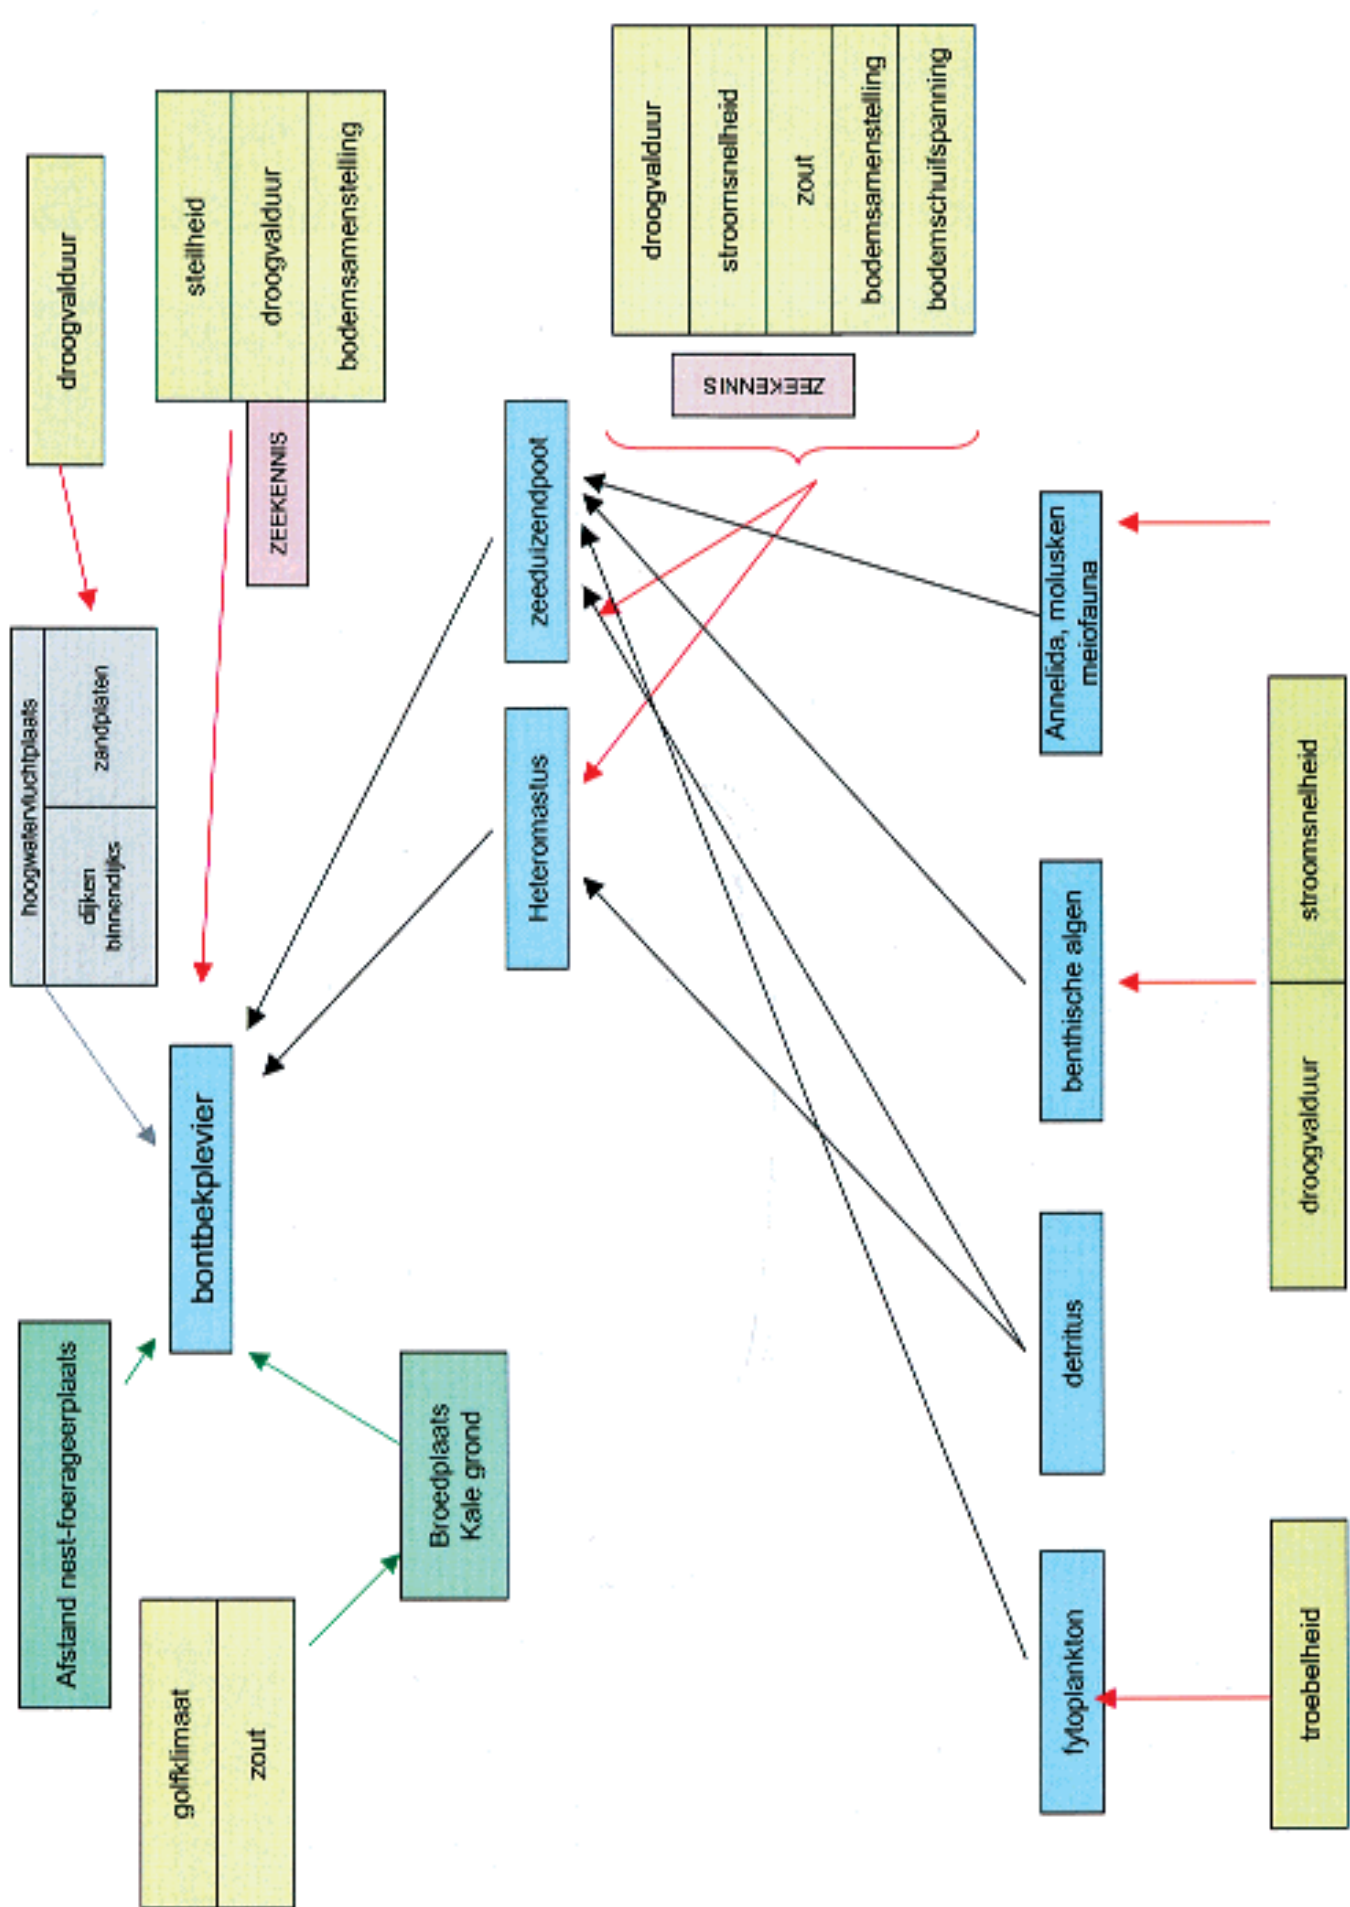 Afstand nest-foerageerplaats
hoogwatervluchtplaats
dijken
binnendijks
zandplaten
droogvalduur
golfklimaat
zout
bontbekplevier
steilheid
droogvalduur
bodemsamenstelling
ZEEKENNIS
Broedplaats
Kale grond
Heteromastus
zeeduizendpoot
ZEEKENNIS
droogvalduur
stroomsnelheid
zout
bodemsamenstelling
bodemschuifspanning
fytoplankton
detritus
benthische algen
Annelida, molusken
meiofauna
troebelheid
droogvalduur
stroomsnelheid